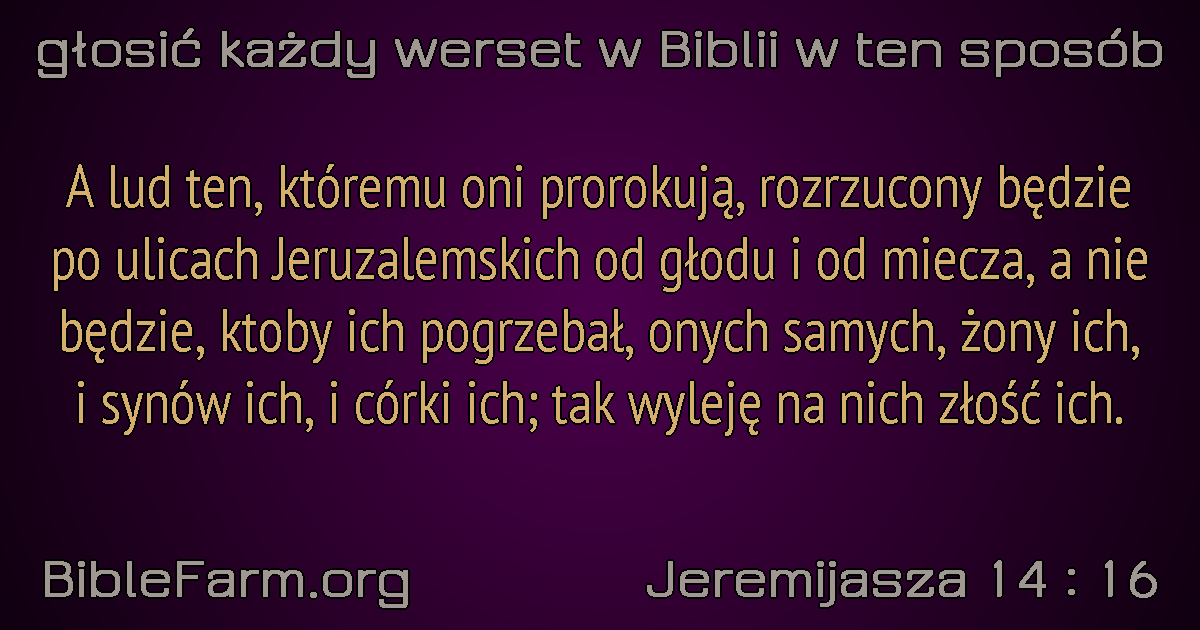 głosić każdy werset w Biblii w ten sposób
A lud ten, któremu oni prorokują, rozrzucony będzie
po ulicach Jeruzalemskich od głodu i od miecza, a nie
będzie, ktoby ich pogrzebał, onych samych, żony ich,
i synów ich, i córki ich; tak wyleję na nich złość ich.
BibleFarm.org
Jeremijasza 14 : 16